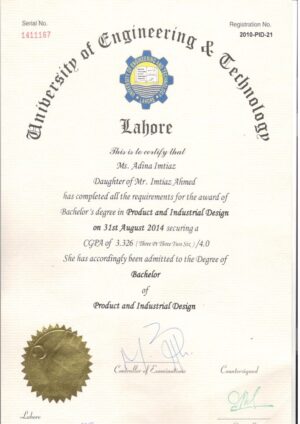 Serial No.
1411167
Registration No.
2010-PID-21
University of Engineering & Technology
Lahore
This is to certify that
Ms. Adina Imtiaz
Daughter of Mr. Imtiaz Ahmed
has completed all the requirements for the award of
Bachelor's degree in Product and Industrial Design
on 31st August 2014 securing a
CGPA of 3.326 ( Three Pt Three Two Six, ) /4.0
She has accordingly been admitted to the Degree of
Bachelor
of
Product and Industrial Design
Controller of Examinations
Countersigned
Lahore